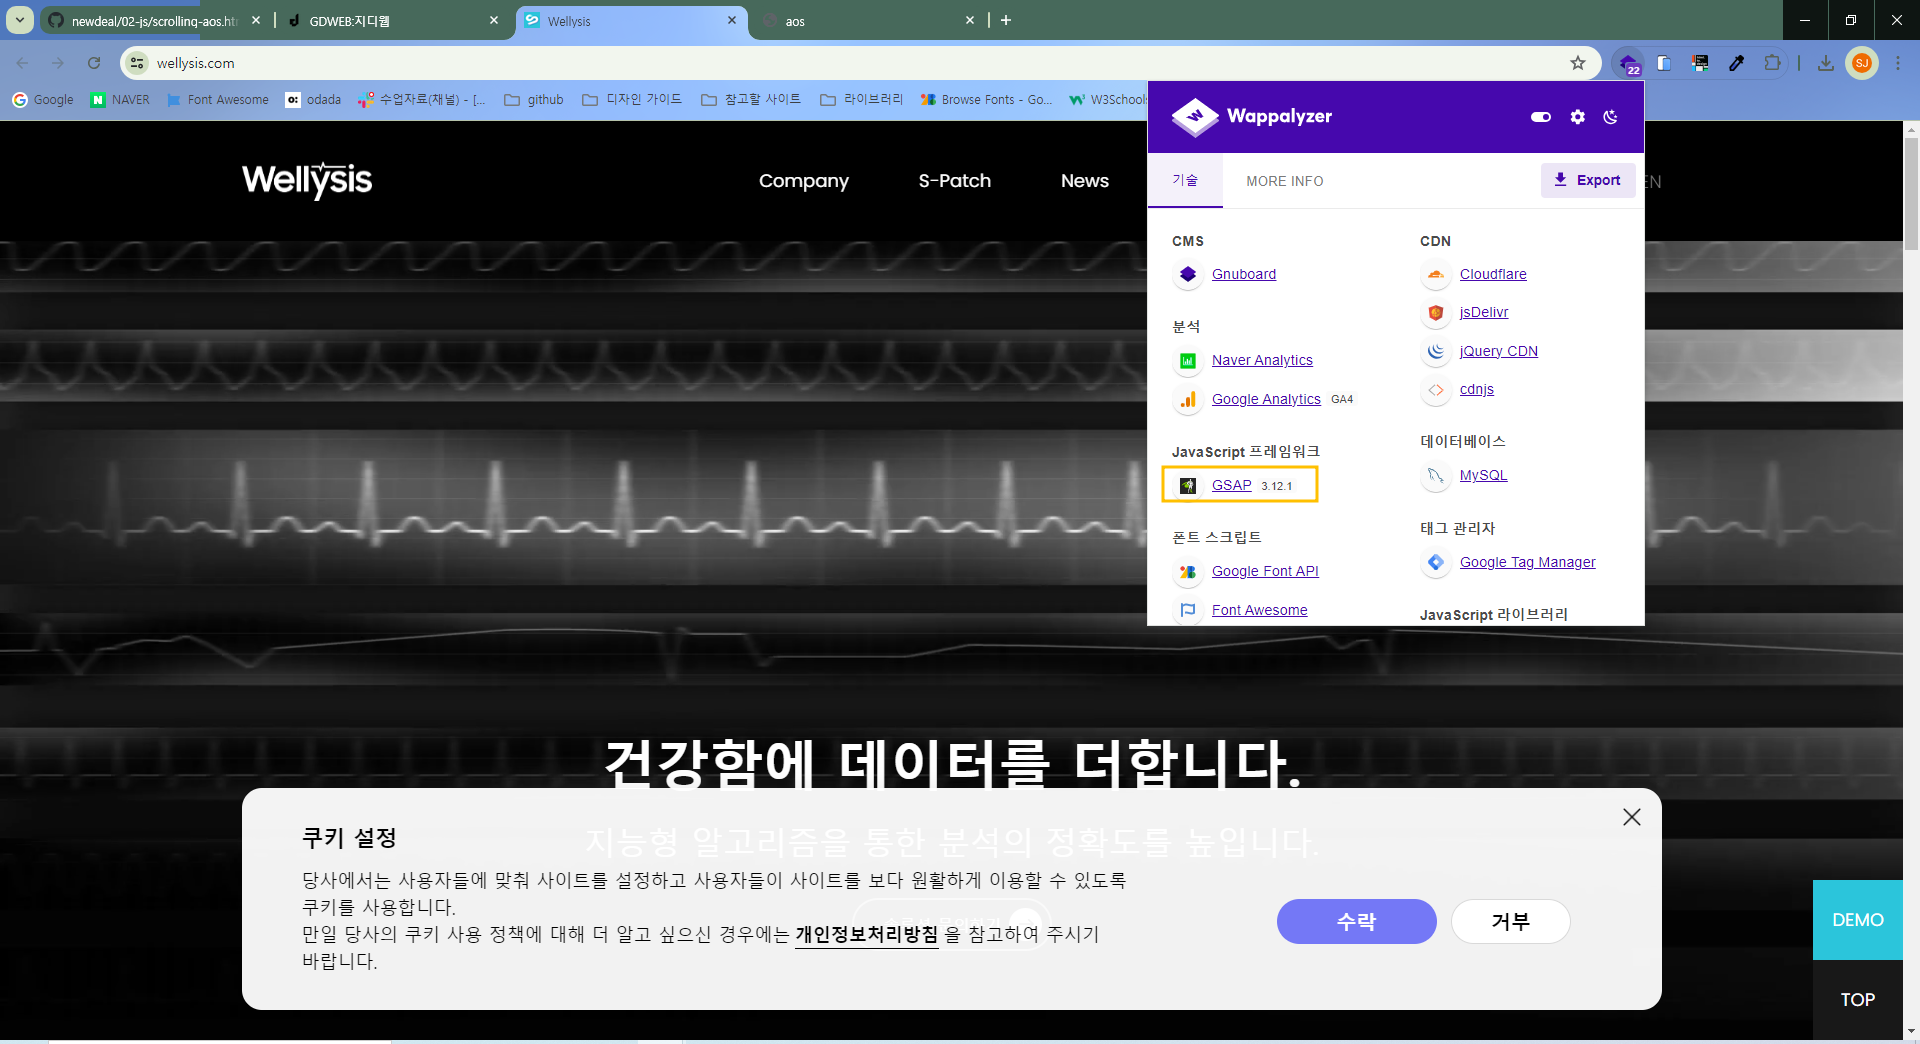 newdeal/02-js/scrolling-aos.ht
GDWEB:지디웹
Wellysis
aos
wellysis.com
22
SJ
Google
NAVER
Font Awesome
odada
수업자료(채널) - [...
github
디자인 가이드
참고할 사이트
라이브러리
Browse Fonts - Go...
W3School
Wellysis
Company
S-Patch
News
EN
Wappalyzer
기술
MORE INFO
Export
CMS
Gnuboard
분석
Naver Analytics
Google Analytics GA4
JavaScript 프레임워크
GSAP 3.12.1
폰트 스크립트
Google Font API
Font Awesome
CDN
Cloudflare
jsDelivr
jQuery CDN
cdnjs
데이터베이스
MySQL
태그 관리자
Google Tag Manager
JavaScript 라이브러리
건강함에 데이터를 더합니다.
지능형 알고리즘을 통한 분석의 정확도를 높입니다.
쿠키 설정
당사에서는 사용자들에 맞춰 사이트를 설정하고 사용자들이 사이트를 보다 원활하게 이용할 수 있도록
쿠키를 사용합니다.
만일 당사의 쿠키 사용 정책에 대해 더 알고 싶으신 경우에는 개인정보처리방침 을 참고하여 주시기
바랍니다.
수락
거부
DEMO
TOP